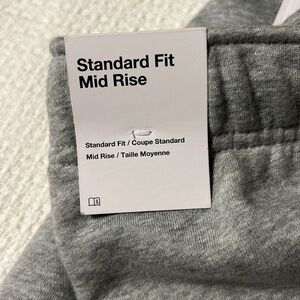 Standard Fit
Mid Rise
Standard Fit / Coupe Standard
Mid Rise / Taille Moyenne